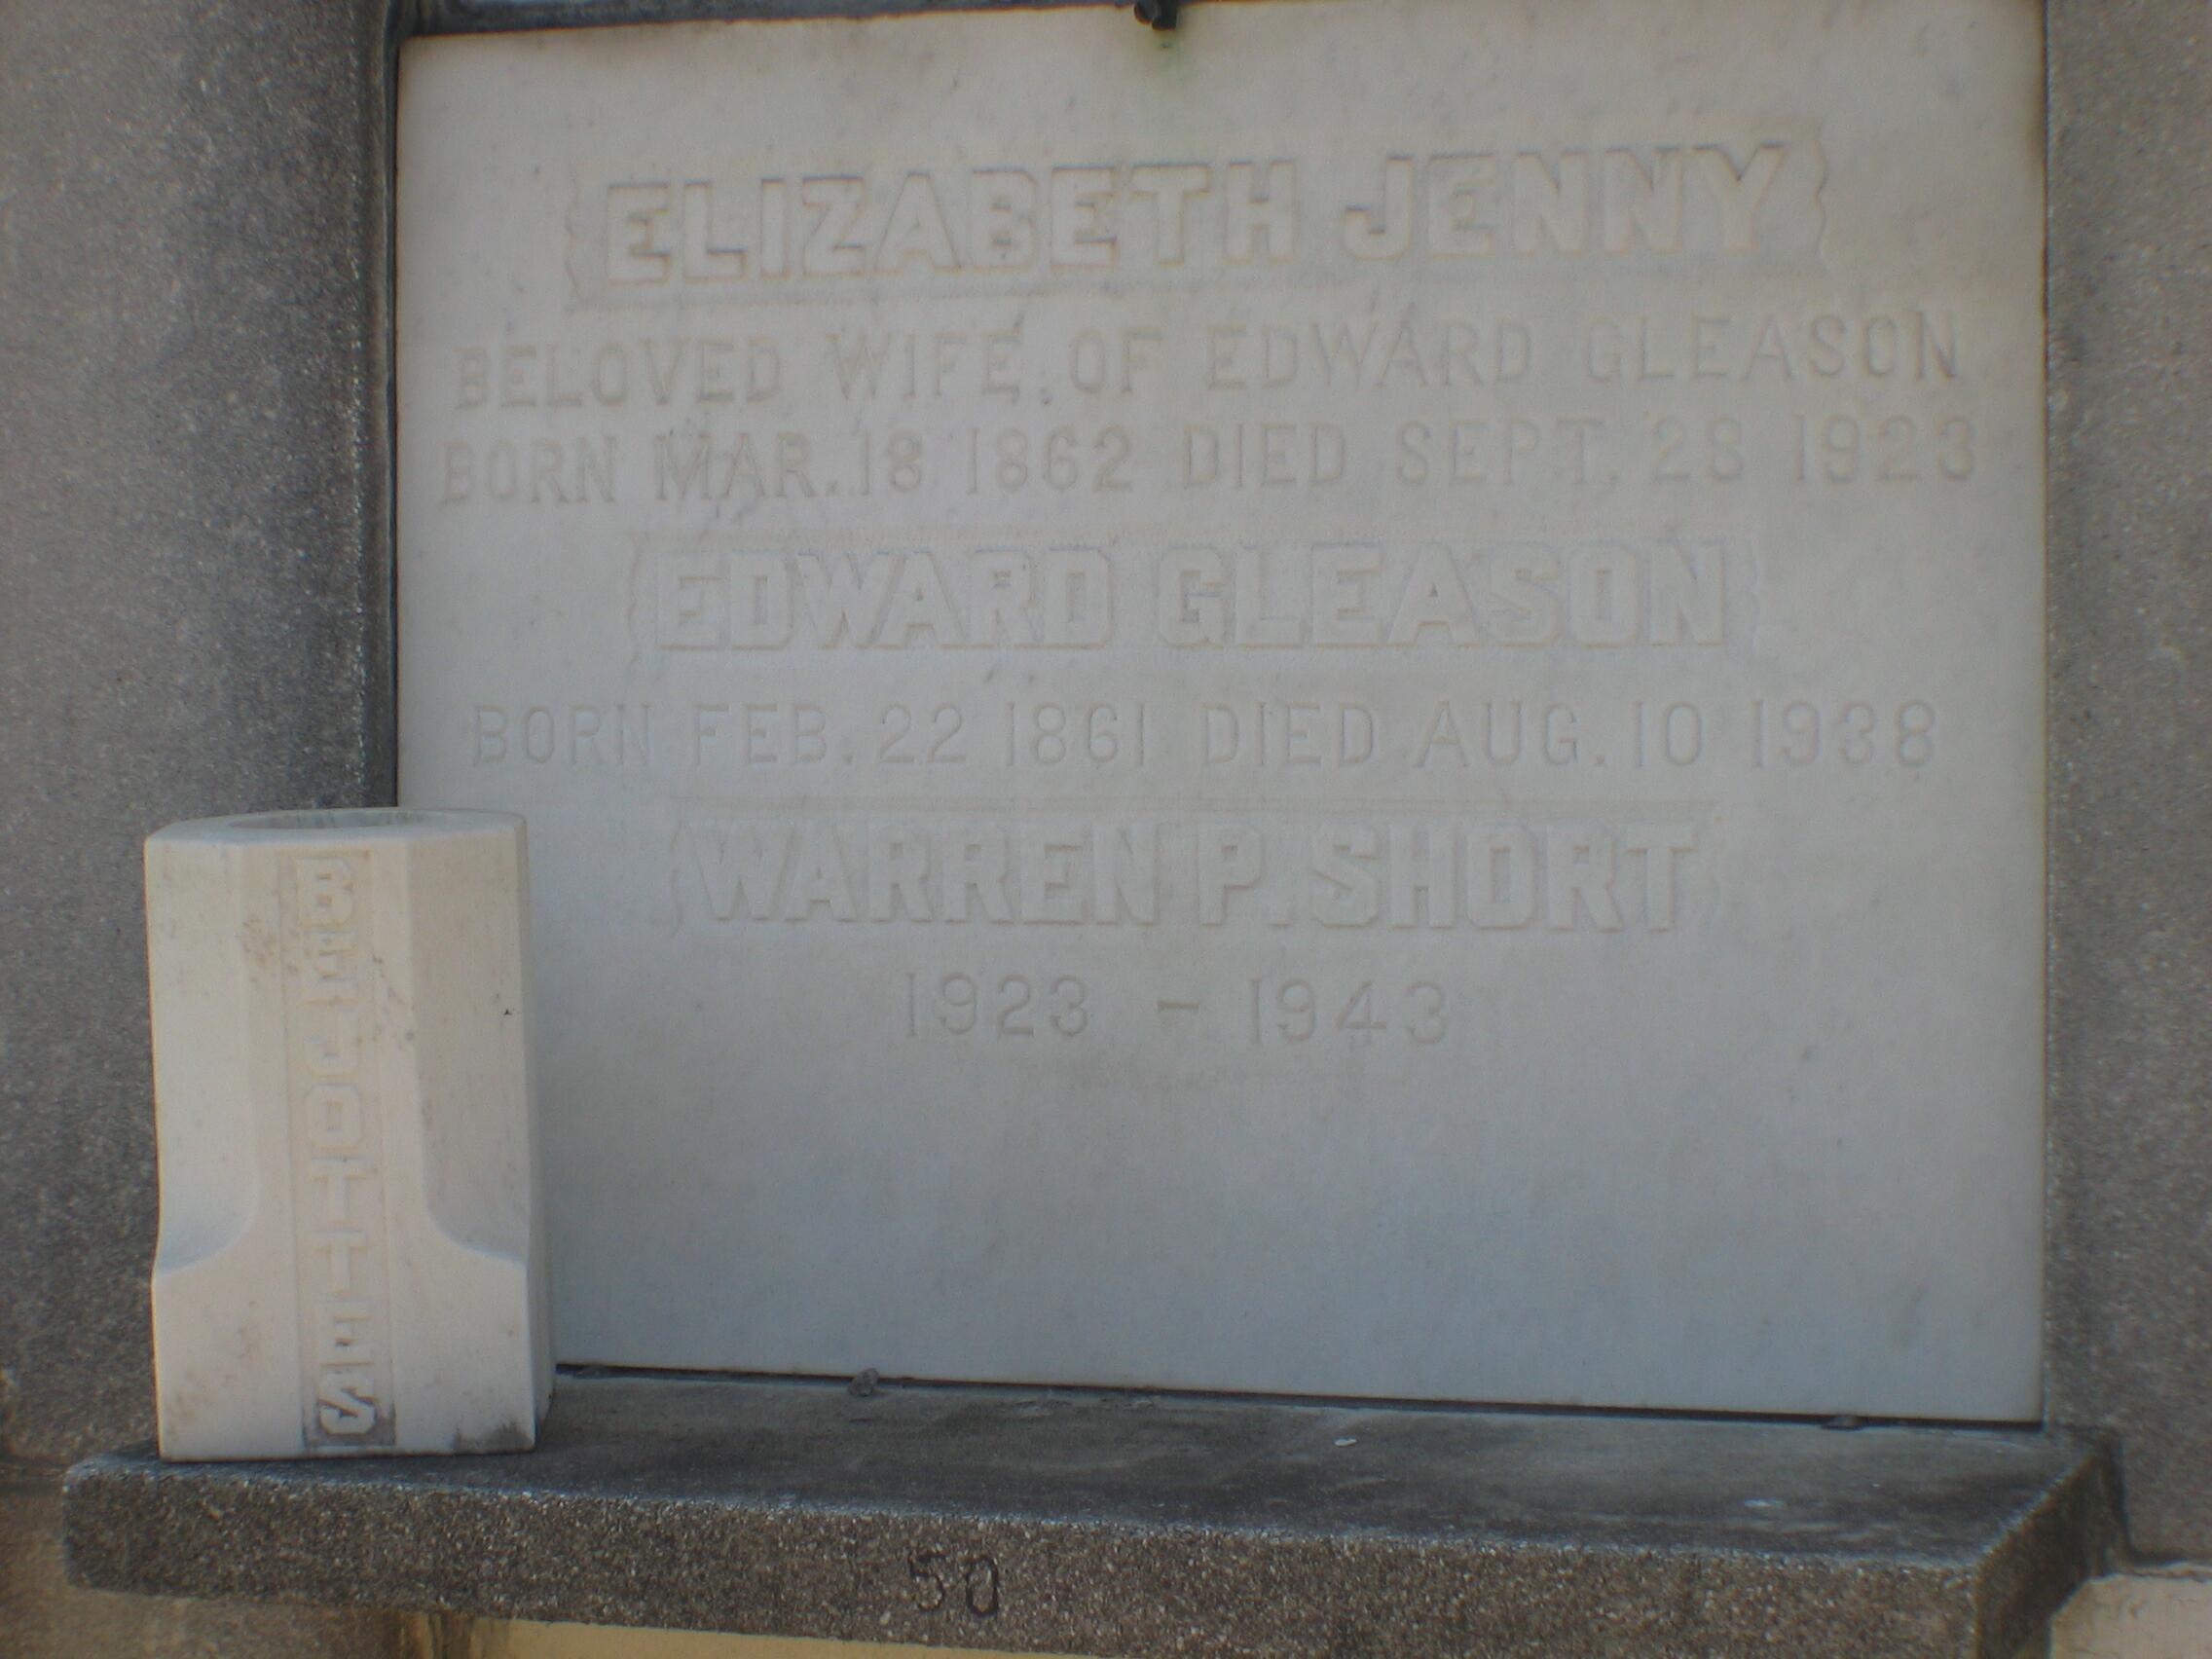 ELIZABETH JENNY
BELOVED WIFE. OF EDWARD GLEASON
BORN MAR. 18 1862 DIED SEPT. 28 1923
EDWARD GLEASON
BORN FEB. 22 1861 DIED AUG. 10 1938
WARREN P. SHORT
1923 - 1943
50